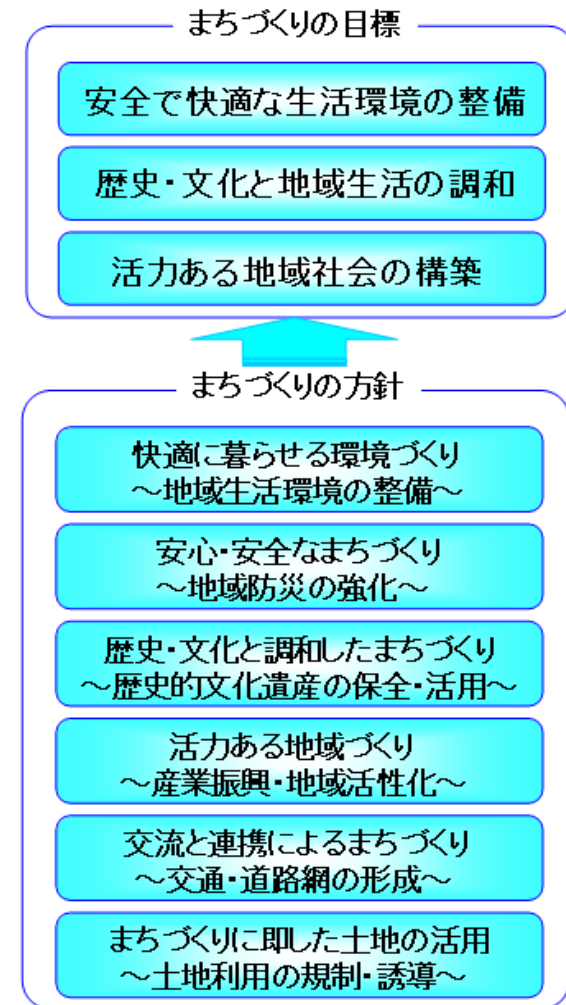 まちづくりの目標
安全で快適な生活環境の整備
歴史・文化と地域生活の調和
活力ある地域社会の構築
まちづくりの方針
快適に暮らせる環境づくり
～地域生活環境の整備～
安心・安全なまちづくり
～地域防災の強化～
歴史・文化と調和したまちづくり
～歴史的文化遺産の保全・活用～
活力ある地域づくり
～産業振興・地域活性化～
交流と連携によるまちづくり
～交通・道路網の形成～
まちづくりに即した土地の活用
～土地利用の規制・誘導～